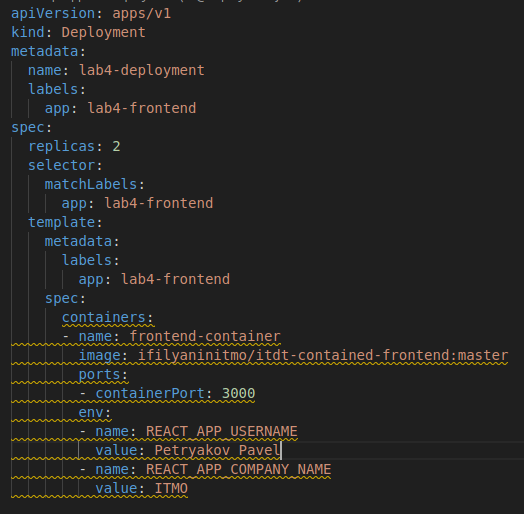 apiVersion: apps/v1
kind: Deployment
metadata:
  name: lab4-deployment
  labels:
    app: lab4-frontend
spec:
  replicas: 2
  selector:
    matchLabels:
      app: lab4-frontend
  template:
    metadata:
      labels:
        app: lab4-frontend
    spec:
      containers:
      - name: frontend-container
        image: ifilyaninitmo/itdt-contained-frontend:master
        ports:
        - containerPort: 3000
        env:
        - name: REACT_APP_USERNAME
          value: Petryakov Pavel
        - name: REACT_APP_COMPANY_NAME
          value: ITMO